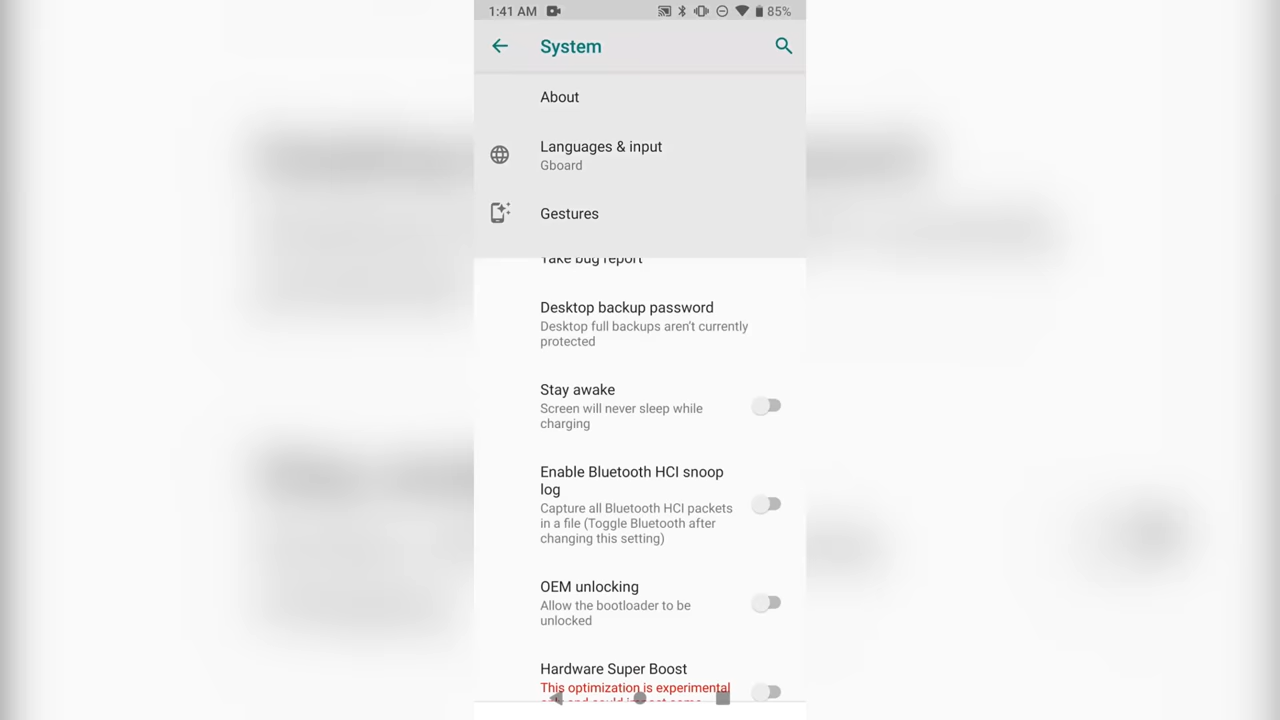 1:41 AM 85%
System
About
Languages & input
Gboard
Gestures
Take bug report
Desktop backup password
Desktop full backups aren't currently
protected
Stay awake
Screen will never sleep while
charging
Enable Bluetooth HCI snoop
log
Capture all Bluetooth HCI packets
in a file (Toggle Bluetooth after
changing this setting)
OEM unlocking
Allow the bootloader to be
unlocked
Hardware Super Boost
This optimization is experimental